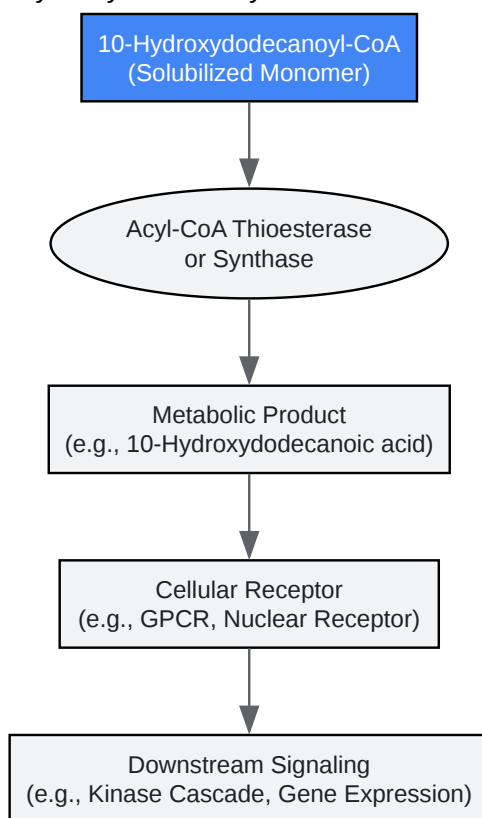 10-Hydroxydodecanoyl-CoA
(Solubilized Monomer)
Acyl-CoA Thioesterase
or Synthase
Metabolic Product
(e.g., 10-Hydroxydodecanoic acid)
Cellular Receptor
(e.g., GPCR, Nuclear Receptor)
Downstream Signaling
(e.g., Kinase Cascade, Gene Expression)